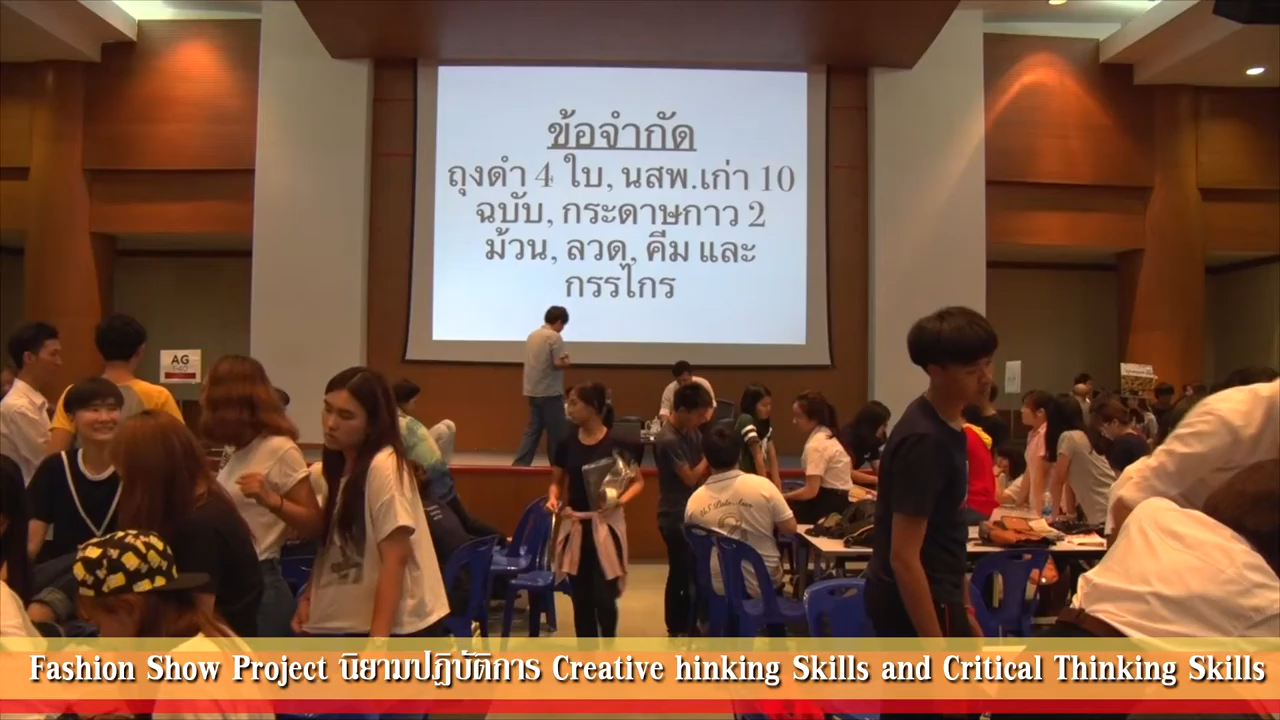 ข้อจำกัด
ถุงดำ 4 ใบ, นสพ.เก่า 10
ฉบับ, กระดาษกาว 2
ม้วน, ลวด, คีม และ
กรรไกร
AG
Fashion Show Project นิยามปฏิบัติการ Creative hinking Skills and Critical Thinking Skills